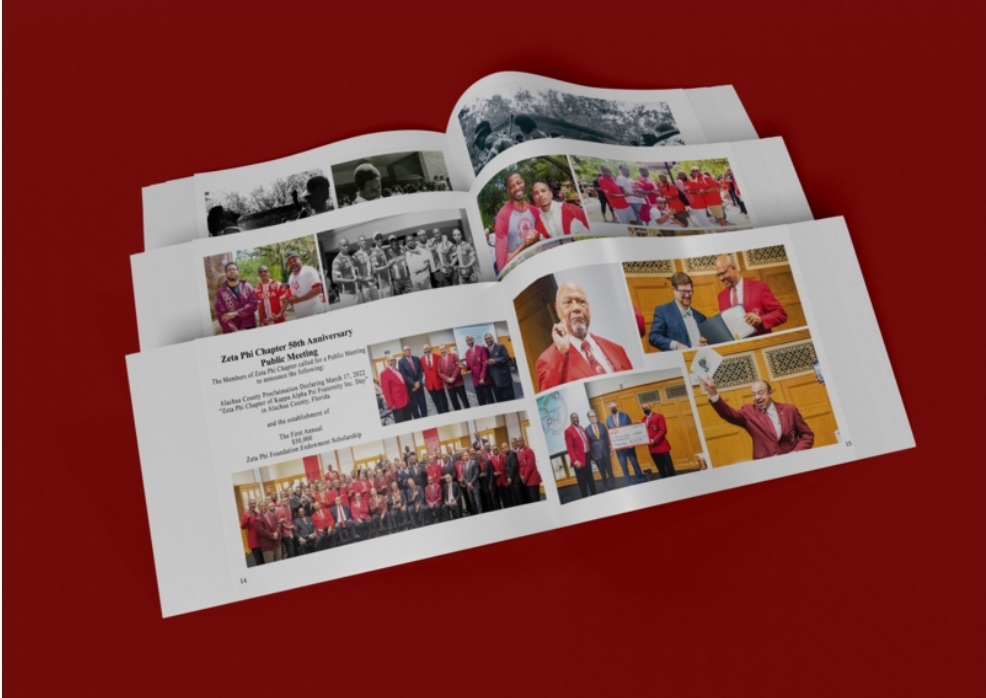 Zeta Phi Chapter 50th Anniversary
Public Meeting
The Members of Zeta Phi Chapter called for a Public Meeting
to announce the following:
Alachua County Proclamation Declaring March 17, 2022
"Zeta Phi Chapter of Kappa Alpha Psi Fraternity Inc. Day"
in Alachua County, Florida
and the establishment of
The First Annual
$50,000
Zeta Phi Foundation Endowment Scholarship
14
15